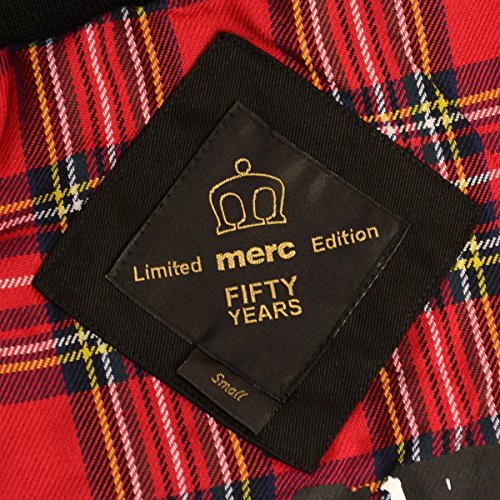 Limited merc Edition
FIFTY
YEARS
Small